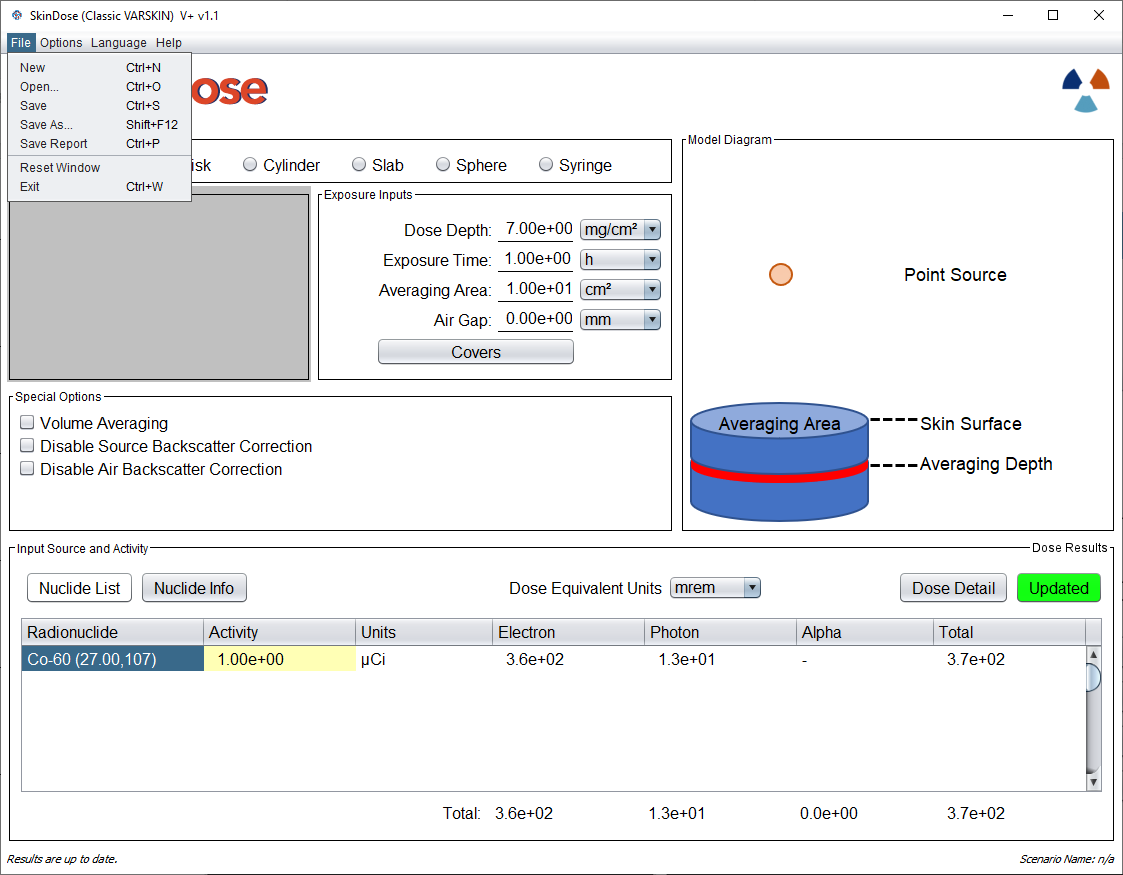 SkinDose (Classic VARSKIN) V+ v1.1
File Options Language Help
New Ctrl+N
Open... Ctrl+O
Save Ctrl+S
Save As... Shift+F12
Save Report Ctrl+P
Reset Window
Exit Ctrl+W
ose
isk Cylinder Slab Sphere Syringe
Exposure Inputs
Dose Depth: 7.00e+00 mg/cm²
Exposure Time: 1.00e+00 h
Averaging Area: 1.00e+01 cm²
Air Gap: 0.00e+00 mm
Covers
Model Diagram
Point Source
Averaging Area
Skin Surface
Averaging Depth
Special Options
Volume Averaging
Disable Source Backscatter Correction
Disable Air Backscatter Correction
Input Source and Activity
Dose Results
Nuclide List Nuclide Info Dose Equivalent Units mrem Dose Detail Updated
Radionuclide Activity Units Electron Photon Alpha Total
Co-60 (27.00,107) 1.00e+00 µCi 3.6e+02 1.3e+01 - 3.7e+02
Total: 3.6e+02 1.3e+01 0.0e+00 3.7e+02
Results are up to date.
Scenario Name: n/a